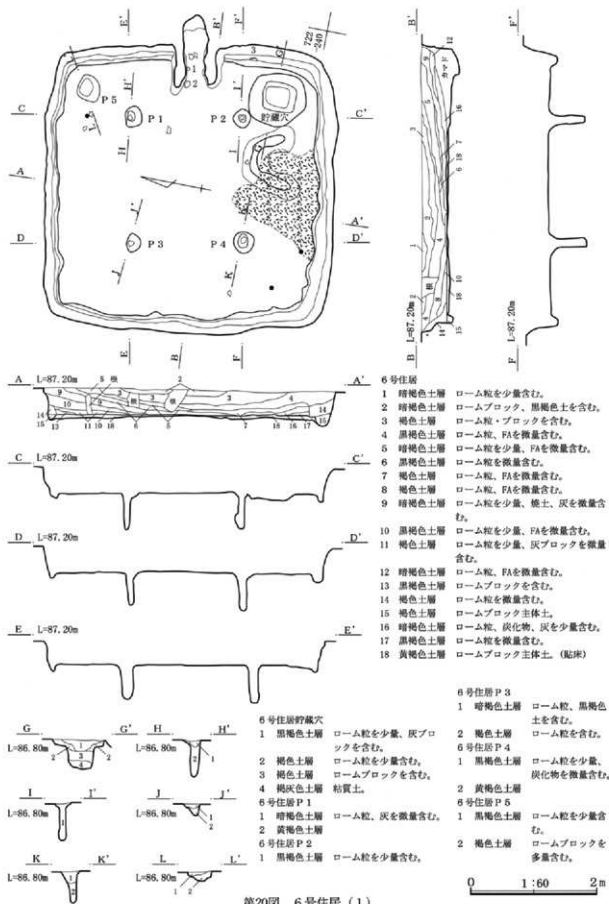 E'
B'
F'
722
-240
3
G'
1
2
H'
I'
P5
C
P1
P2
貯蔵穴
C'
L
H
I
A
J'
A'
D
P3
P4
D'
J
K
E
B
F
B'
F'
カマド
L=87.20m
L=87.20m
B
F
A
L=87.20m
A'
C
L=87.20m
C'
D
L=87.20m
D'
E
L=87.20m
E'
6号住居
1 暗褐色土層 ローム粒を少量含む。
2 暗褐色土層 ロームブロック、黒褐色土を含む。
3 褐色土層 ローム粒・ブロックを含む。
4 黒褐色土層 ローム粒、FAを微量含む。
5 暗褐色土層 ローム粒を少量、FAを微量含む。
6 黒褐色土層 ローム粒を微量含む。
7 褐色土層 ローム粒、FAを微量含む。
8 褐色土層 ローム粒、FAを微量含む。
9 暗褐色土層 ローム粒を少量、焼土、灰を微量含
む。
10 黒褐色土層 ローム粒を少量、FAを微量含む。
11 褐色土層 ローム粒を少量、灰ブロックを微量
含む。
12 暗褐色土層 ローム粒、FAを微量含む。
13 黒褐色土層 ロームブロックを含む。
14 褐色土層 ローム粒を微量含む。
15 褐色土層 ロームブロック主体土。
16 暗褐色土層 ローム粒、炭化物、灰を少量含む。
17 黒褐色土層 ローム粒を微量含む。
18 黄褐色土層 ロームブロック主体土。(貼床)
G
G'
L=86.80m
H
H'
L=86.80m
I
I'
L=86.80m
J
J'
L=86.80m
K
K'
L=86.80m
L
L'
L=86.80m
6号住居貯蔵穴
1 黒褐色土層 ローム粒を少量、灰ブロ
ックを含む。
2 褐色土層 ローム粒を少量含む。
3 褐色土層 ロームブロックを含む。
4 褐灰色土層 粘質土。
6号住居P1
1 暗褐色土層 ローム粒、灰を微量含む。
2 黄褐色土層
6号住居P2
1 黒褐色土層 ローム粒を少量含む。
6号住居P3
1 暗褐色土層 ローム粒、黒褐色
土を含む。
2 褐色土層 ローム粒を含む。
6号住居P4
1 黒褐色土層 ローム粒を少量、
炭化物を微量含む。
2 黄褐色土層
6号住居P5
1 黒褐色土層 ローム粒を少量含
む。
2 褐色土層 ロームブロックを
多量含む。
0 1:60 2m
第20図 6号住居(1)